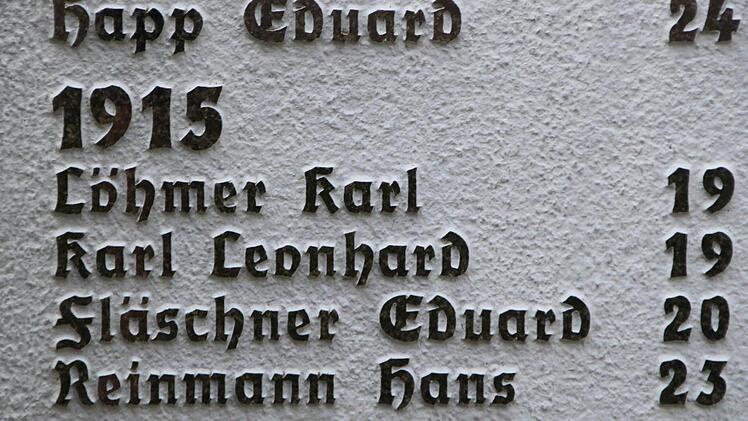 Happ Eduard 24
1915
Löhmer Karl 19
Karl Leonhard 19
Fläschner Eduard 20
Reinmann Hans 23